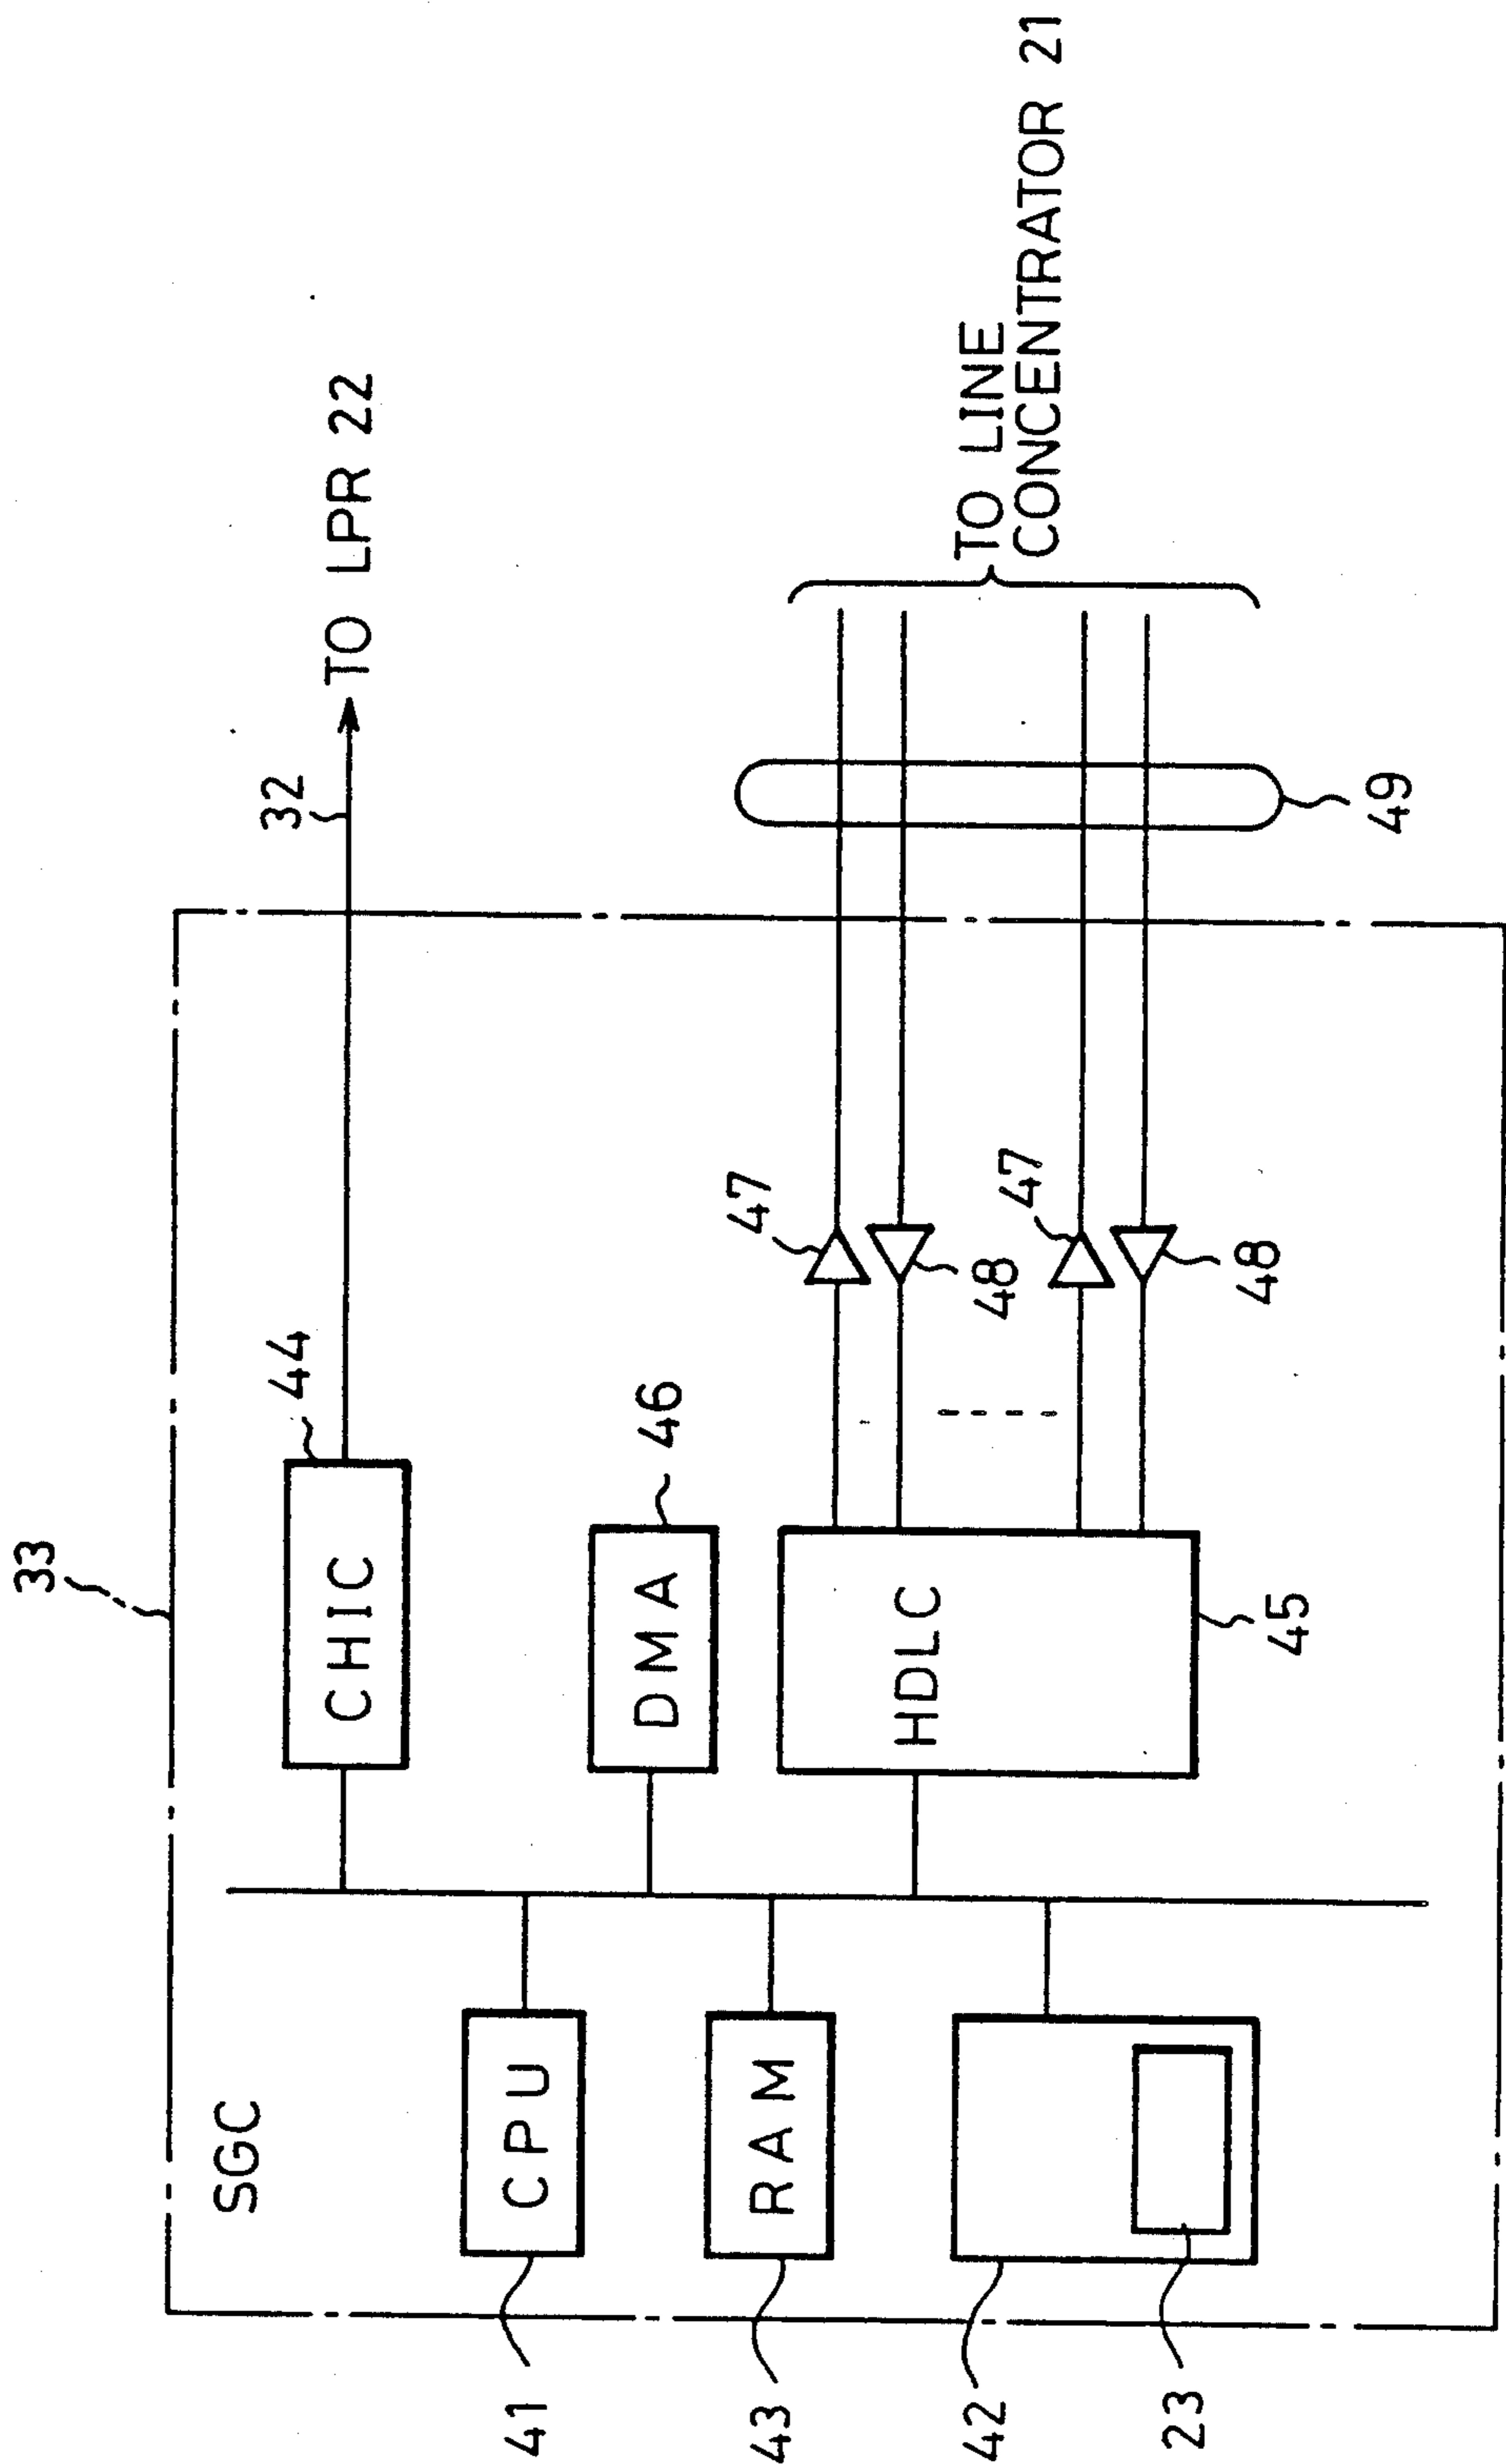 33
SGC
44
CHIC
32
TO LPR 22
41
CPU
46
DMA
43
RAM
47
48
HDLC
45
47
48
TO LINE
CONCENTRATOR 21
49
42
23